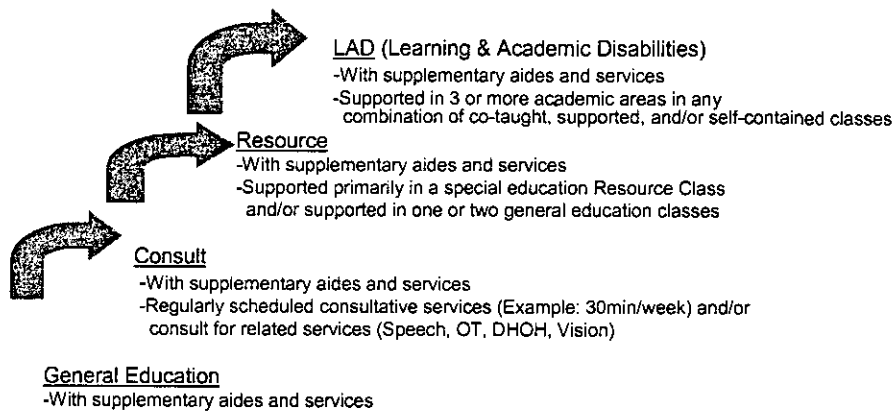 LAD (Learning & Academic Disabilities)
-With supplementary aides and services
-Supported in 3 or more academic areas in any
combination of co-taught, supported, and/or self-contained classes
Resource
-With supplementary aides and services
-Supported primarily in a special education Resource Class
and/or supported in one or two general education classes
Consult
-With supplementary aides and services
-Regularly scheduled consultative services (Example: 30min/week) and/or
consult for related services (Speech, OT, DHOH, Vision)
General Education
-With supplementary aides and services